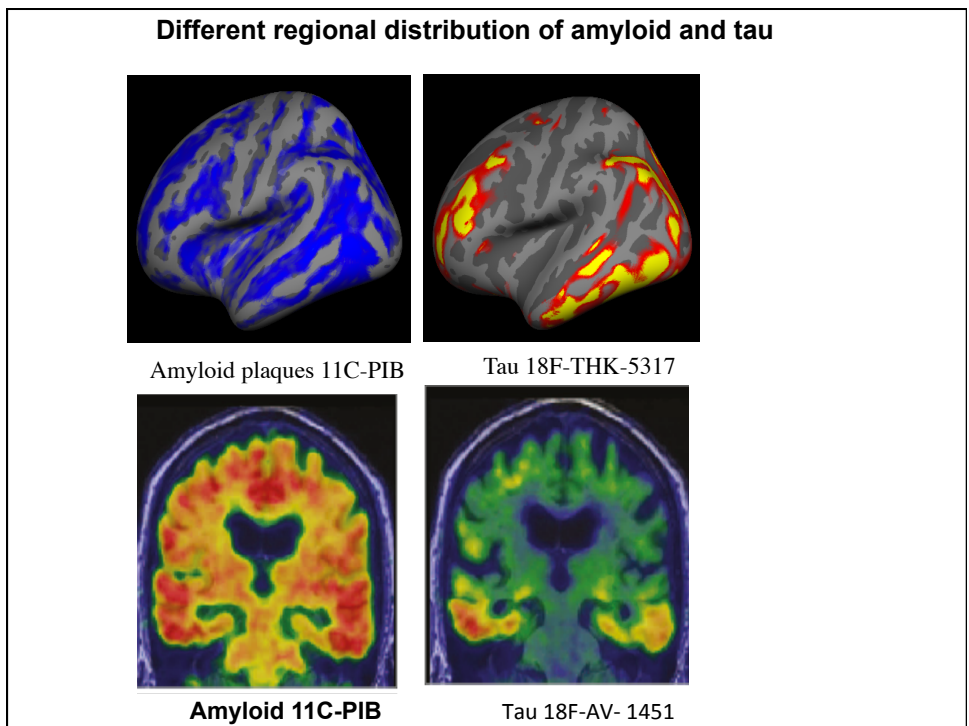 Different regional distribution of amyloid and tau
Amyloid plaques 11C-PIB
Tau 18F-THK-5317
Amyloid 11C-PIB
Tau 18F-AV- 1451